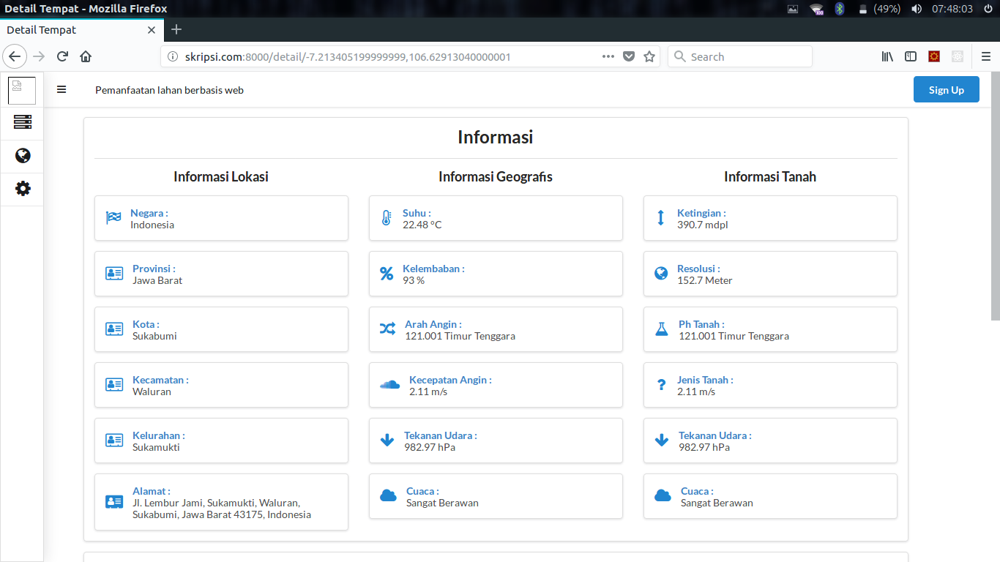 Detail Tempat - Mozilla Firefox
100
(49%)
07:48:03
Detail Tempat
skripsi.com:8000/detail/-7.213405199999999,106.62913040000001
Search
Pemanfaatan lahan berbasis web
Sign Up
Informasi
Informasi Lokasi
Negara :
Indonesia
Provinsi :
Jawa Barat
Kota :
Sukabumi
Kecamatan :
Waluran
Kelurahan :
Sukamukti
Alamat :
Jl. Lembur Jami, Sukamukti, Waluran,
Sukabumi, Jawa Barat 43175, Indonesia
Informasi Geografis
Suhu :
22.48 °C
Kelembaban :
93 %
Arah Angin :
121.001 Timur Tenggara
Kecepatan Angin :
2.11 m/s
Tekanan Udara :
982.97 hPa
Cuaca :
Sangat Berawan
Informasi Tanah
Ketingian :
390.7 mdpl
Resolusi :
152.7 Meter
Ph Tanah :
121.001 Timur Tenggara
Jenis Tanah :
2.11 m/s
Tekanan Udara :
982.97 hPa
Cuaca :
Sangat Berawan